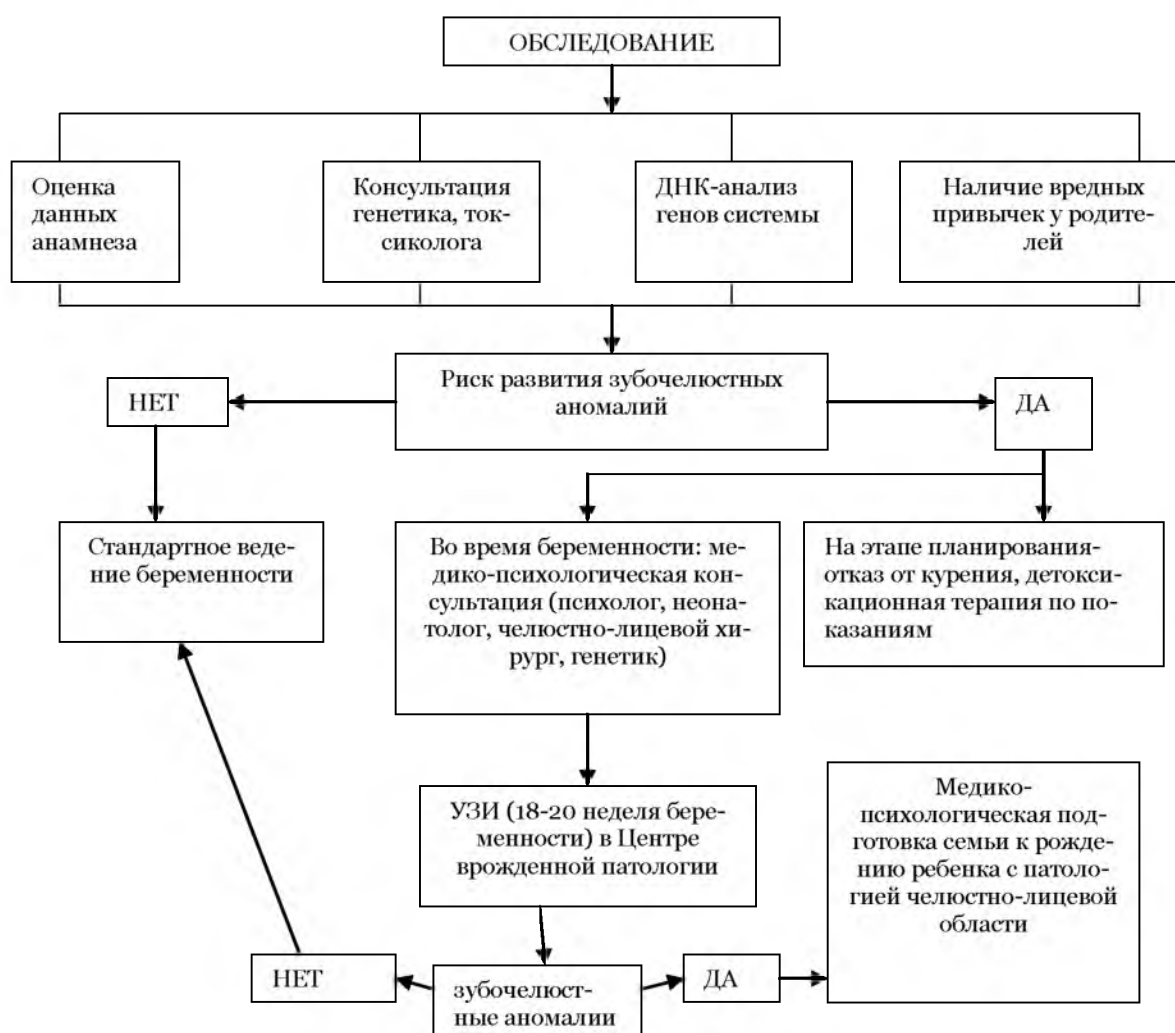 ОБСЛЕДОВАНИЕ
Оценка
данных
анамнеза
Консультация
генетика, ток-
сиколога
ДНК-анализ
генов системы
Наличие вредных
привычек у родите-
лей
Риск развития зубочелюстных
аномалий
НЕТ
ДА
Стандартное веде-
ние беременности
Во время беременности: ме-
дико-психологическая кон-
сультация (психолог, неона-
толог, челюстно-лицевой хи-
рург, генетик)
На этапе планирования-
отказ от курения, детокси-
кационная терапия по по-
казаниям
УЗИ (18-20 неделя бере-
менности) в Центре
врожденной патологии
Медико-
психологическая под-
готовка семьи к рожде-
нию ребенка с патоло-
гией челюстно-лицевой
области
НЕТ
зубочелюст-
ные аномалии
ДА